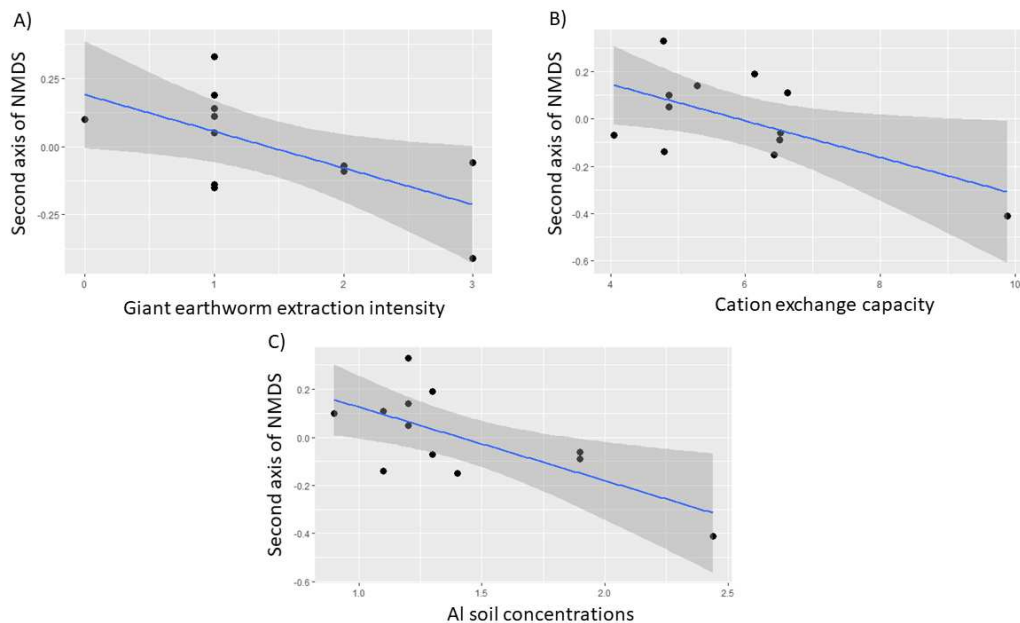 A)
Second axis of NMDS
0.25
0.00
-0.25
0 1 2 3
Giant earthworm extraction intensity
B)
Second axis of NMDS
0.2
0.0
-0.2
-0.4
-0.6
4 6 8 10
Cation exchange capacity
C)
Second axis of NMDS
0.2
0.0
-0.2
-0.4
-0.6
1.0 1.5 2.0 2.5
Al soil concentrations